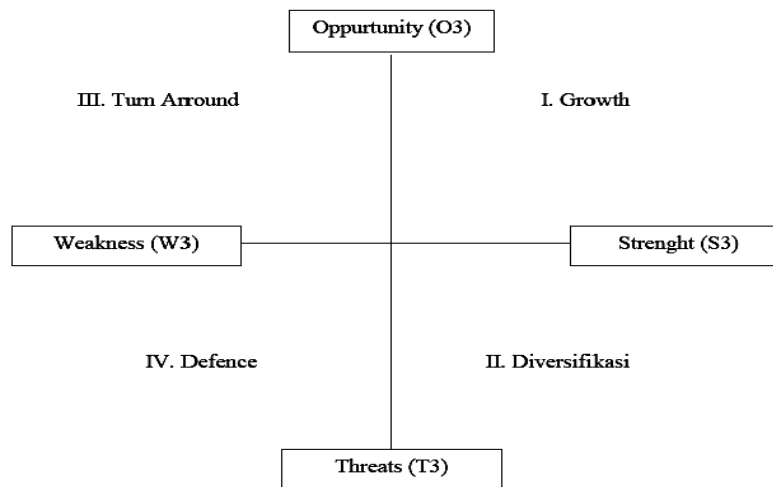 Oppurtunity (O3)
III. Turn Arround
I. Growth
Weakness (W3)
Strenght (S3)
IV. Defence
II. Diversifikasi
Threats (T3)